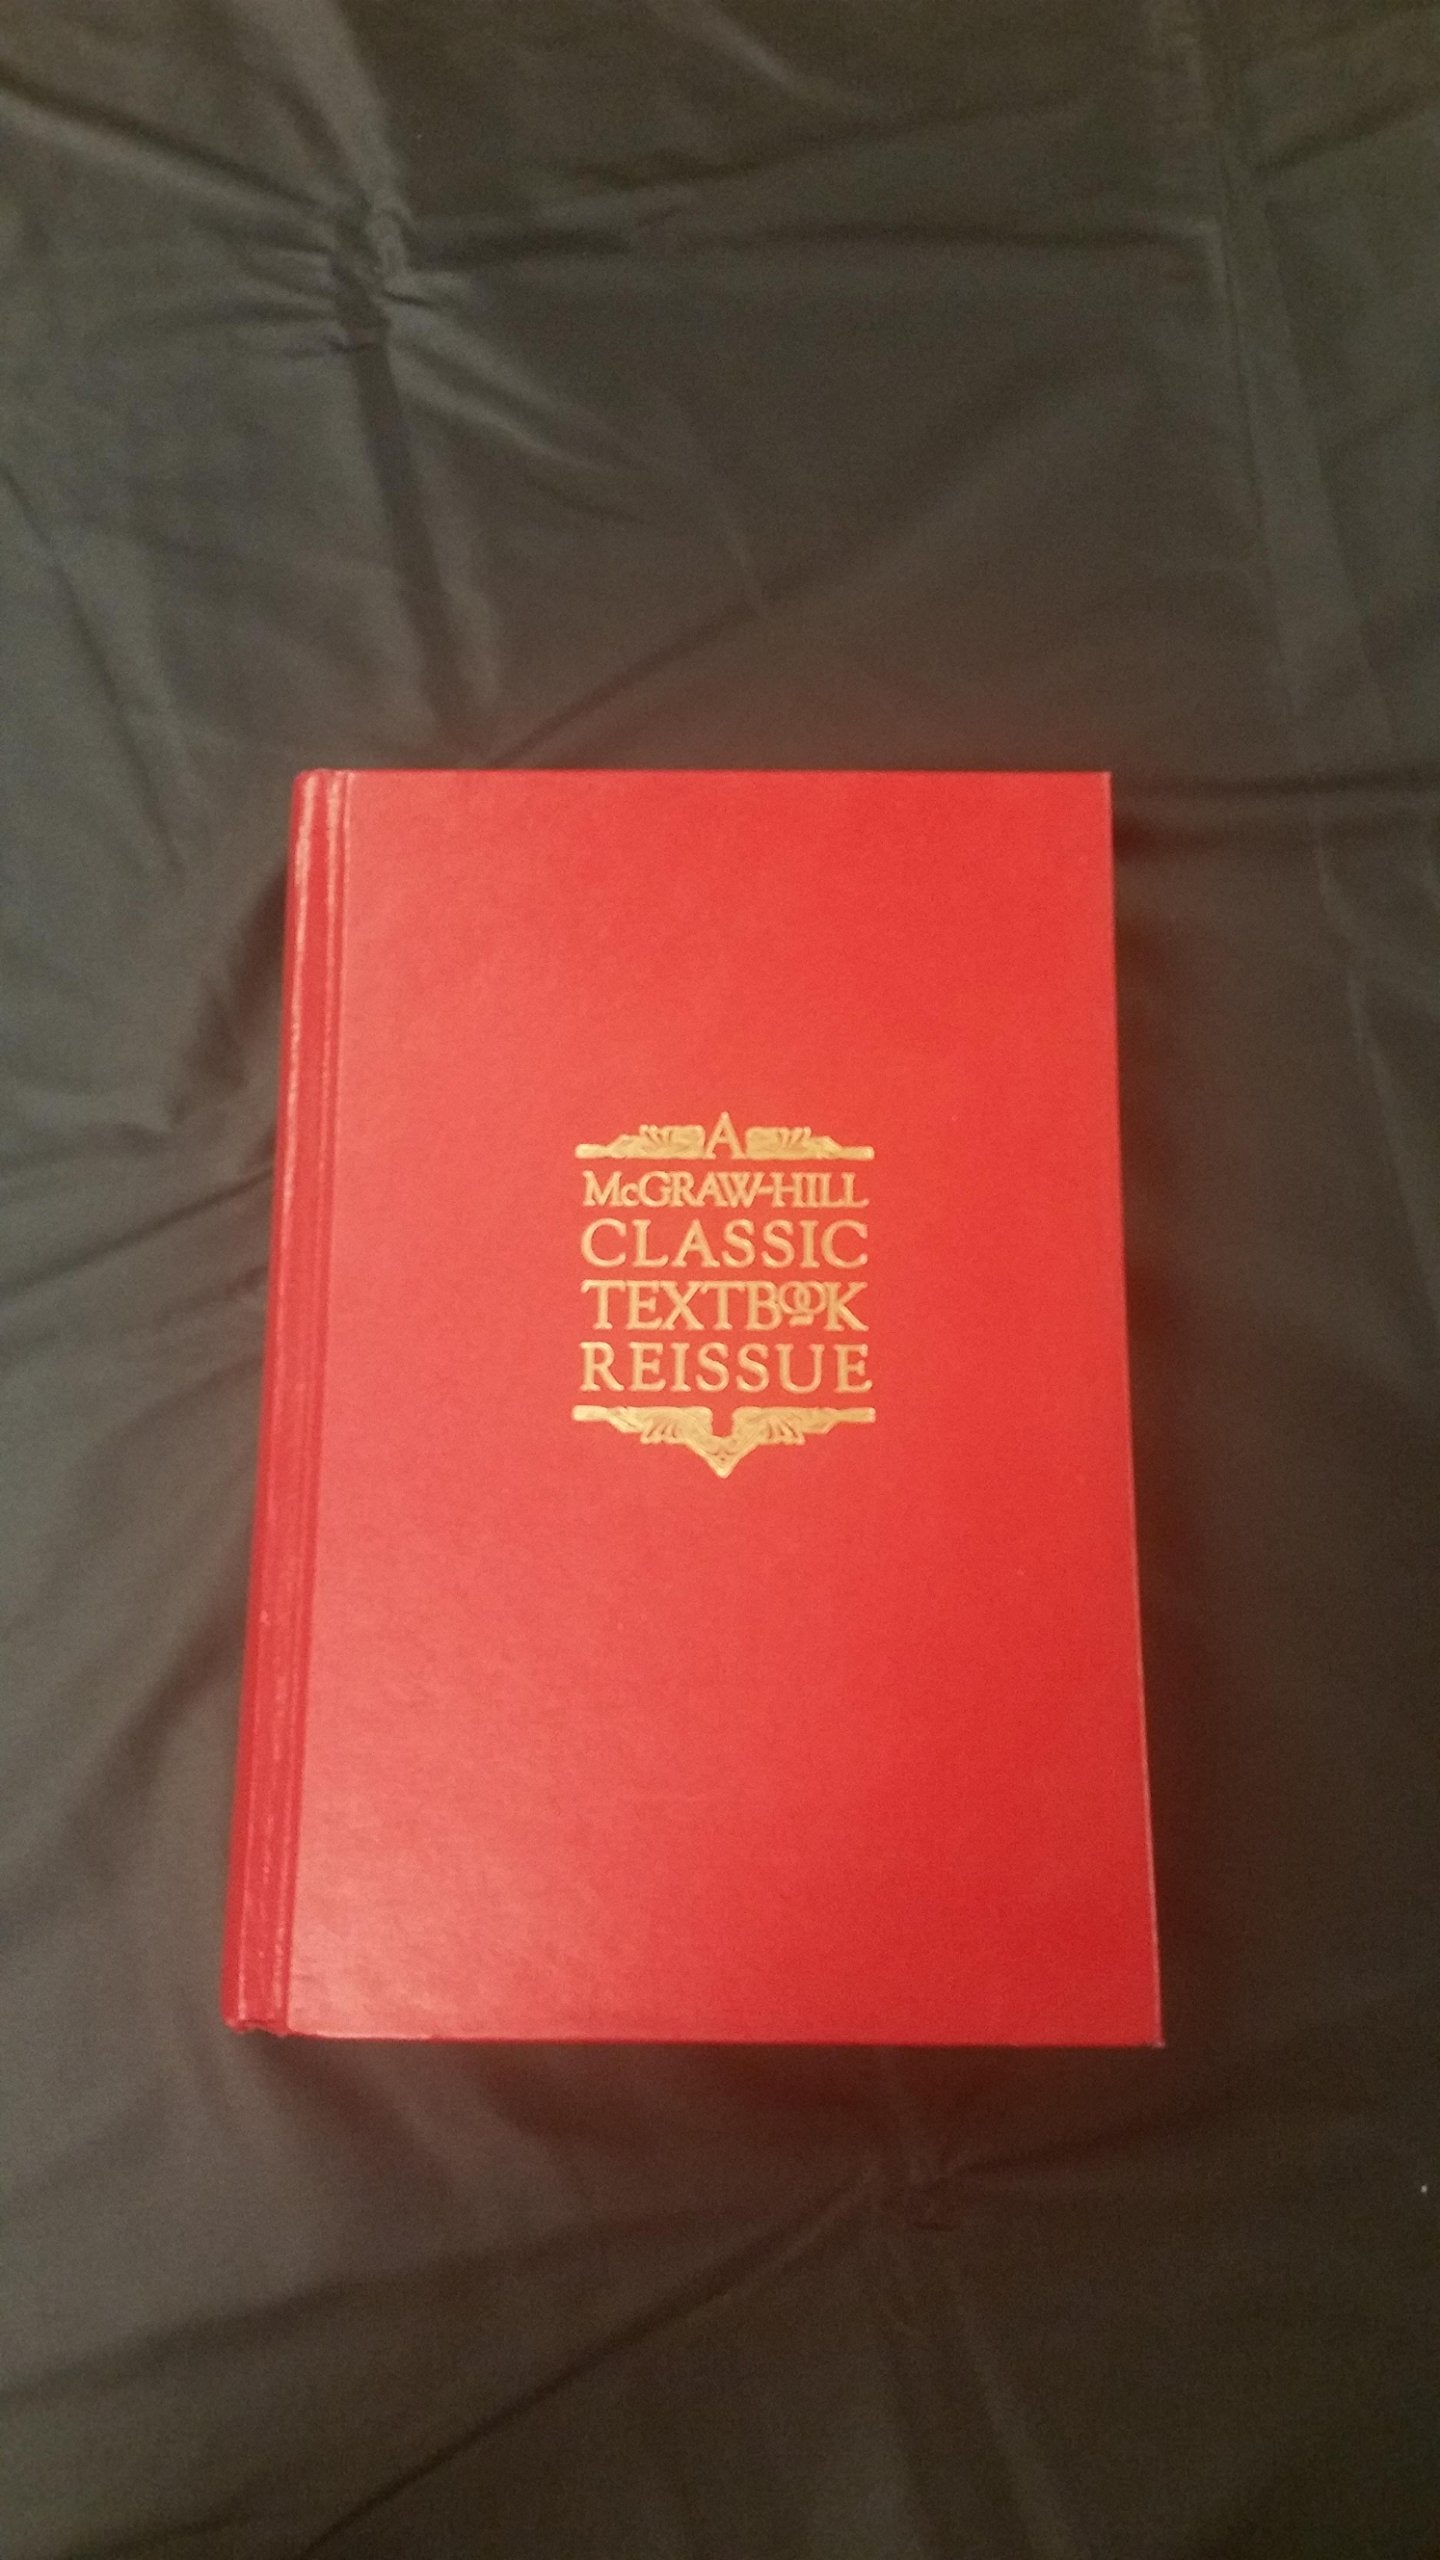 A
McGRAW-HILL
CLASSIC
TEXTBOOK
REISSUE